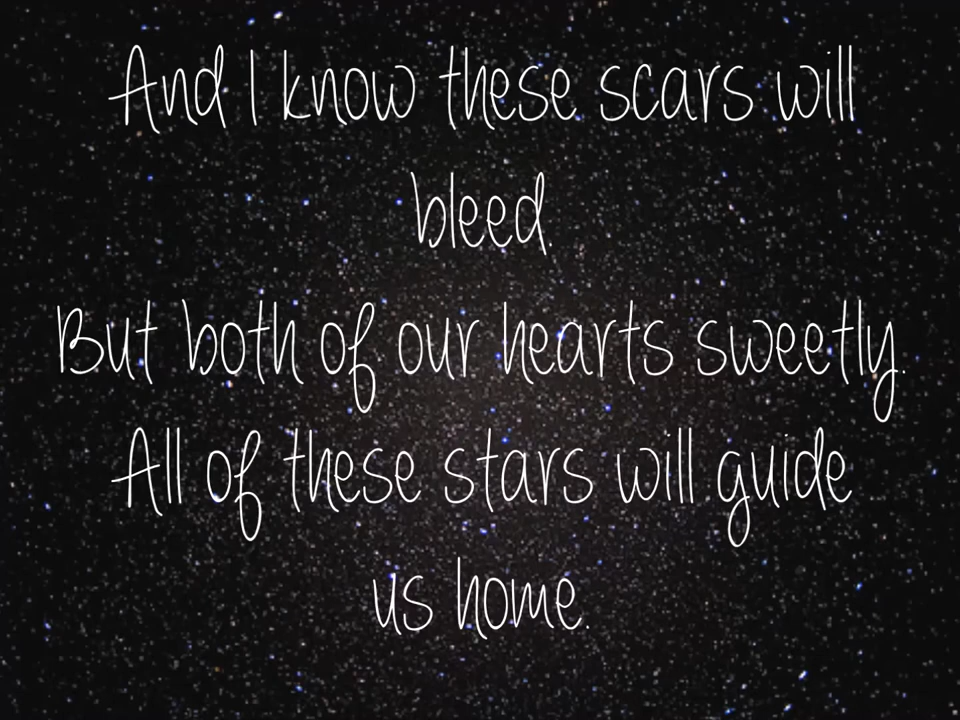 And I know these scars will
bleed.
But both of our hearts sweetly.
All of these stars will guide
us home.